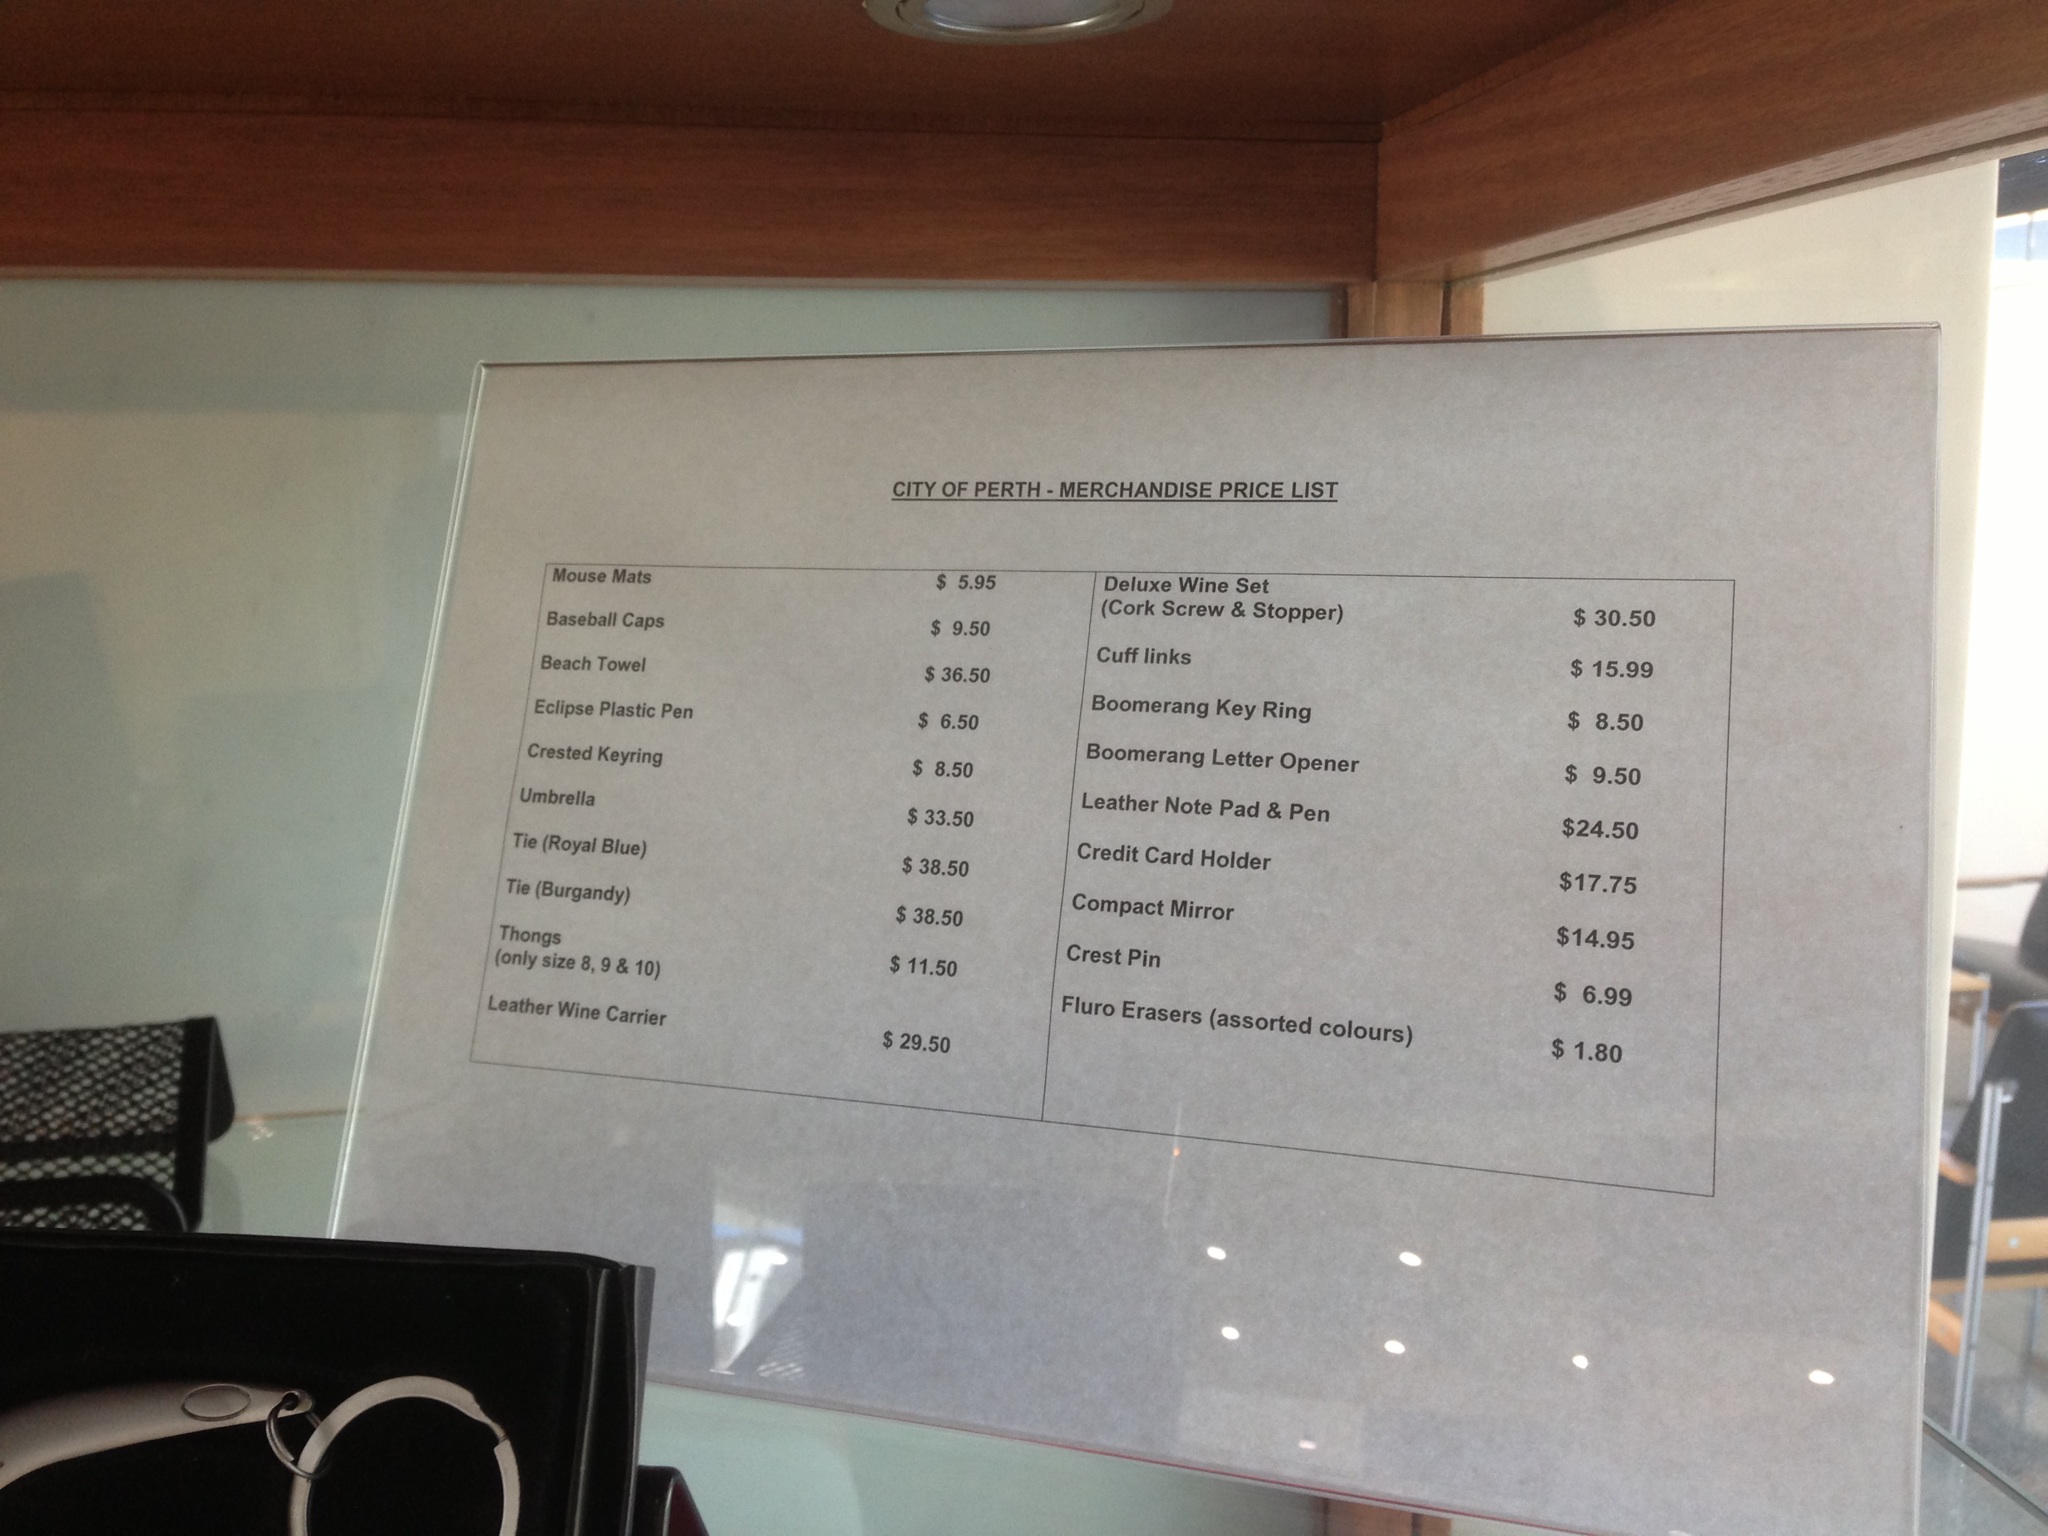 CITY OF PERTH - MERCHANDISE PRICE LIST
Mouse Mats $ 5.95
Baseball Caps $ 9.50
Beach Towel $ 36.50
Eclipse Plastic Pen $ 6.50
Crested Keyring $ 8.50
Umbrella $ 33.50
Tie (Royal Blue) $ 38.50
Tie (Burgandy) $ 38.50
Thongs
(only size 8, 9 & 10) $ 11.50
Leather Wine Carrier $ 29.50
Deluxe Wine Set
(Cork Screw & Stopper) $ 30.50
Cuff links $ 15.99
Boomerang Key Ring $ 8.50
Boomerang Letter Opener $ 9.50
Leather Note Pad & Pen $24.50
Credit Card Holder $17.75
Compact Mirror $14.95
Crest Pin $ 6.99
Fluro Erasers (assorted colours) $ 1.80